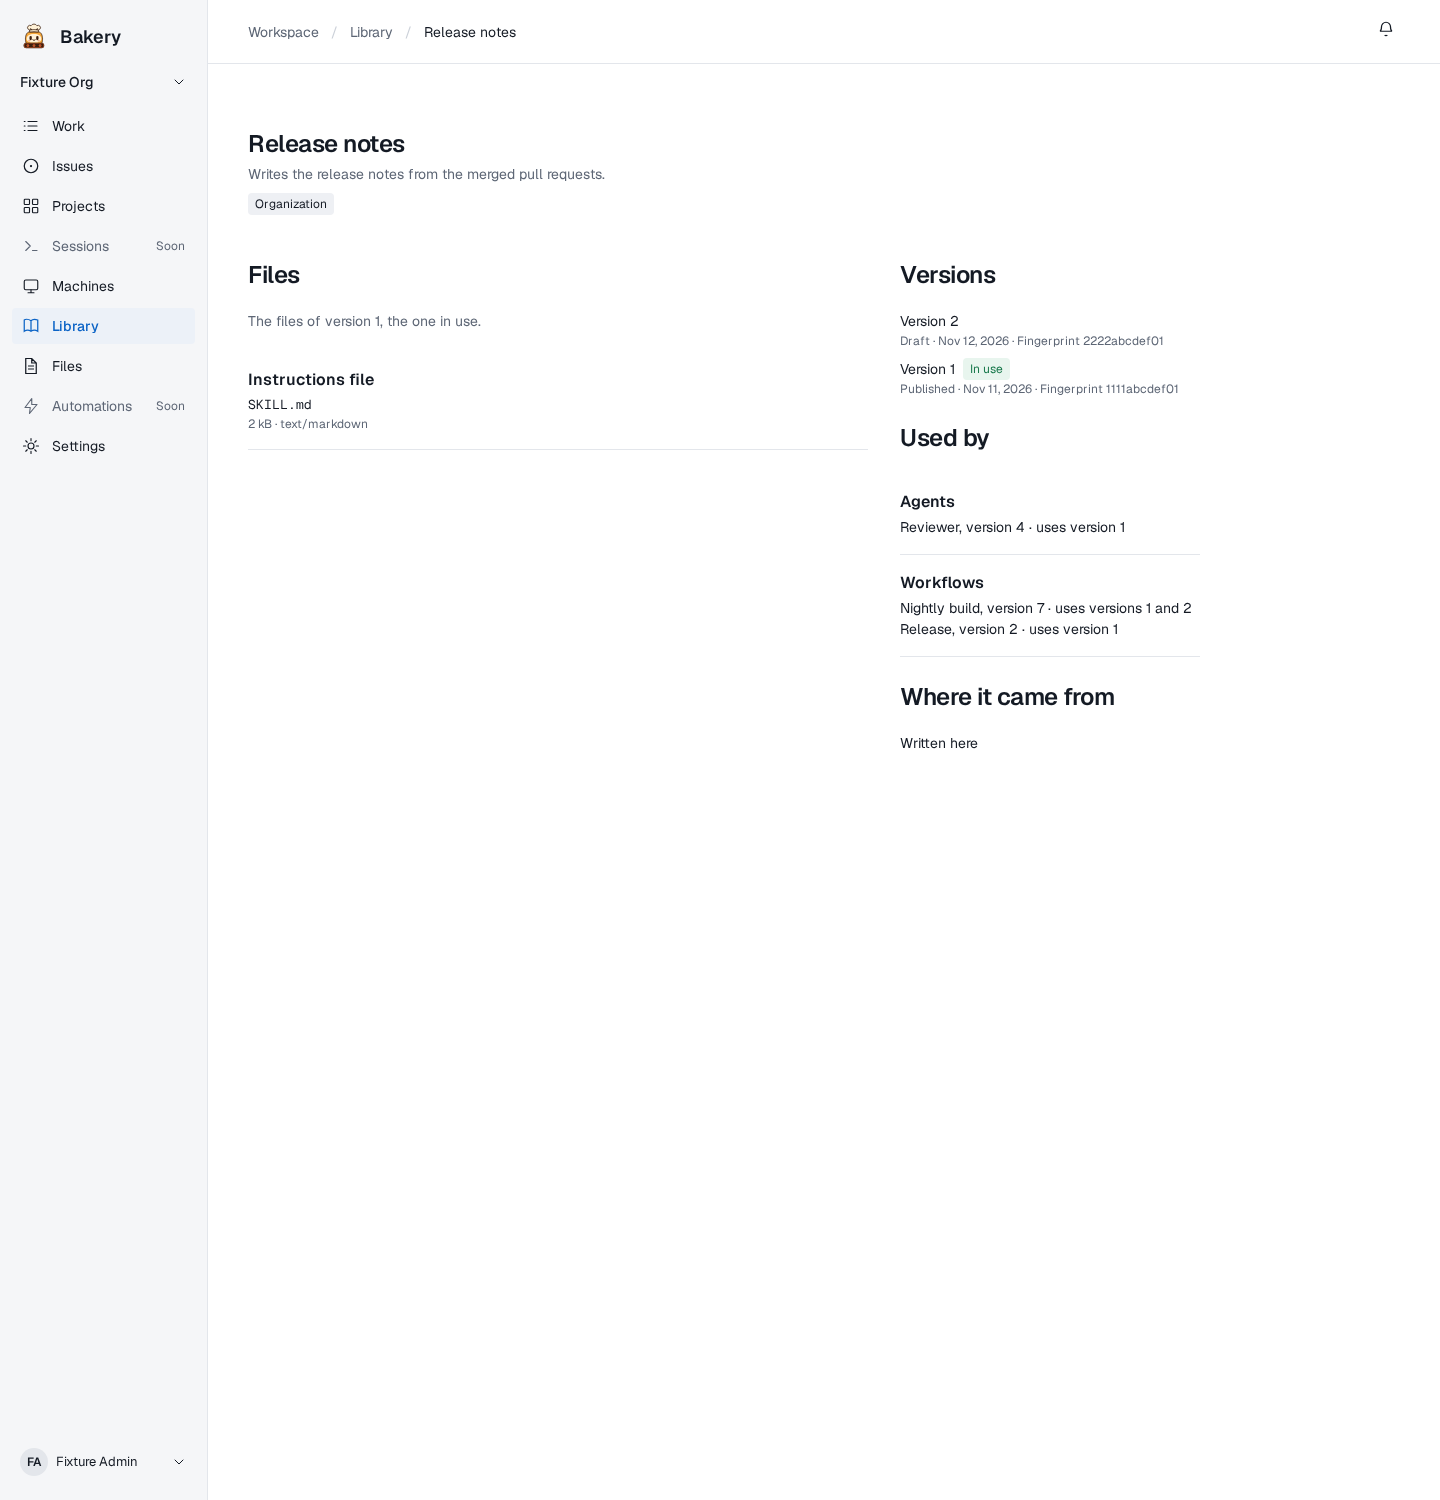 Bakery
Fixture Org
Work
Issues
Projects
Sessions Soon
Machines
Library
Files
Automations Soon
Settings
FA Fixture Admin
Workspace / Library / Release notes
Release notes
Writes the release notes from the merged pull requests.
Organization
Files
The files of version 1, the one in use.
Instructions file
SKILL.md
2 kB · text/markdown
Versions
Version 2
Draft · Nov 12, 2026 · Fingerprint 2222abcdef01
Version 1 In use
Published · Nov 11, 2026 · Fingerprint 1111abcdef01
Used by
Agents
Reviewer, version 4 · uses version 1
Workflows
Nightly build, version 7 · uses versions 1 and 2
Release, version 2 · uses version 1
Where it came from
Written here